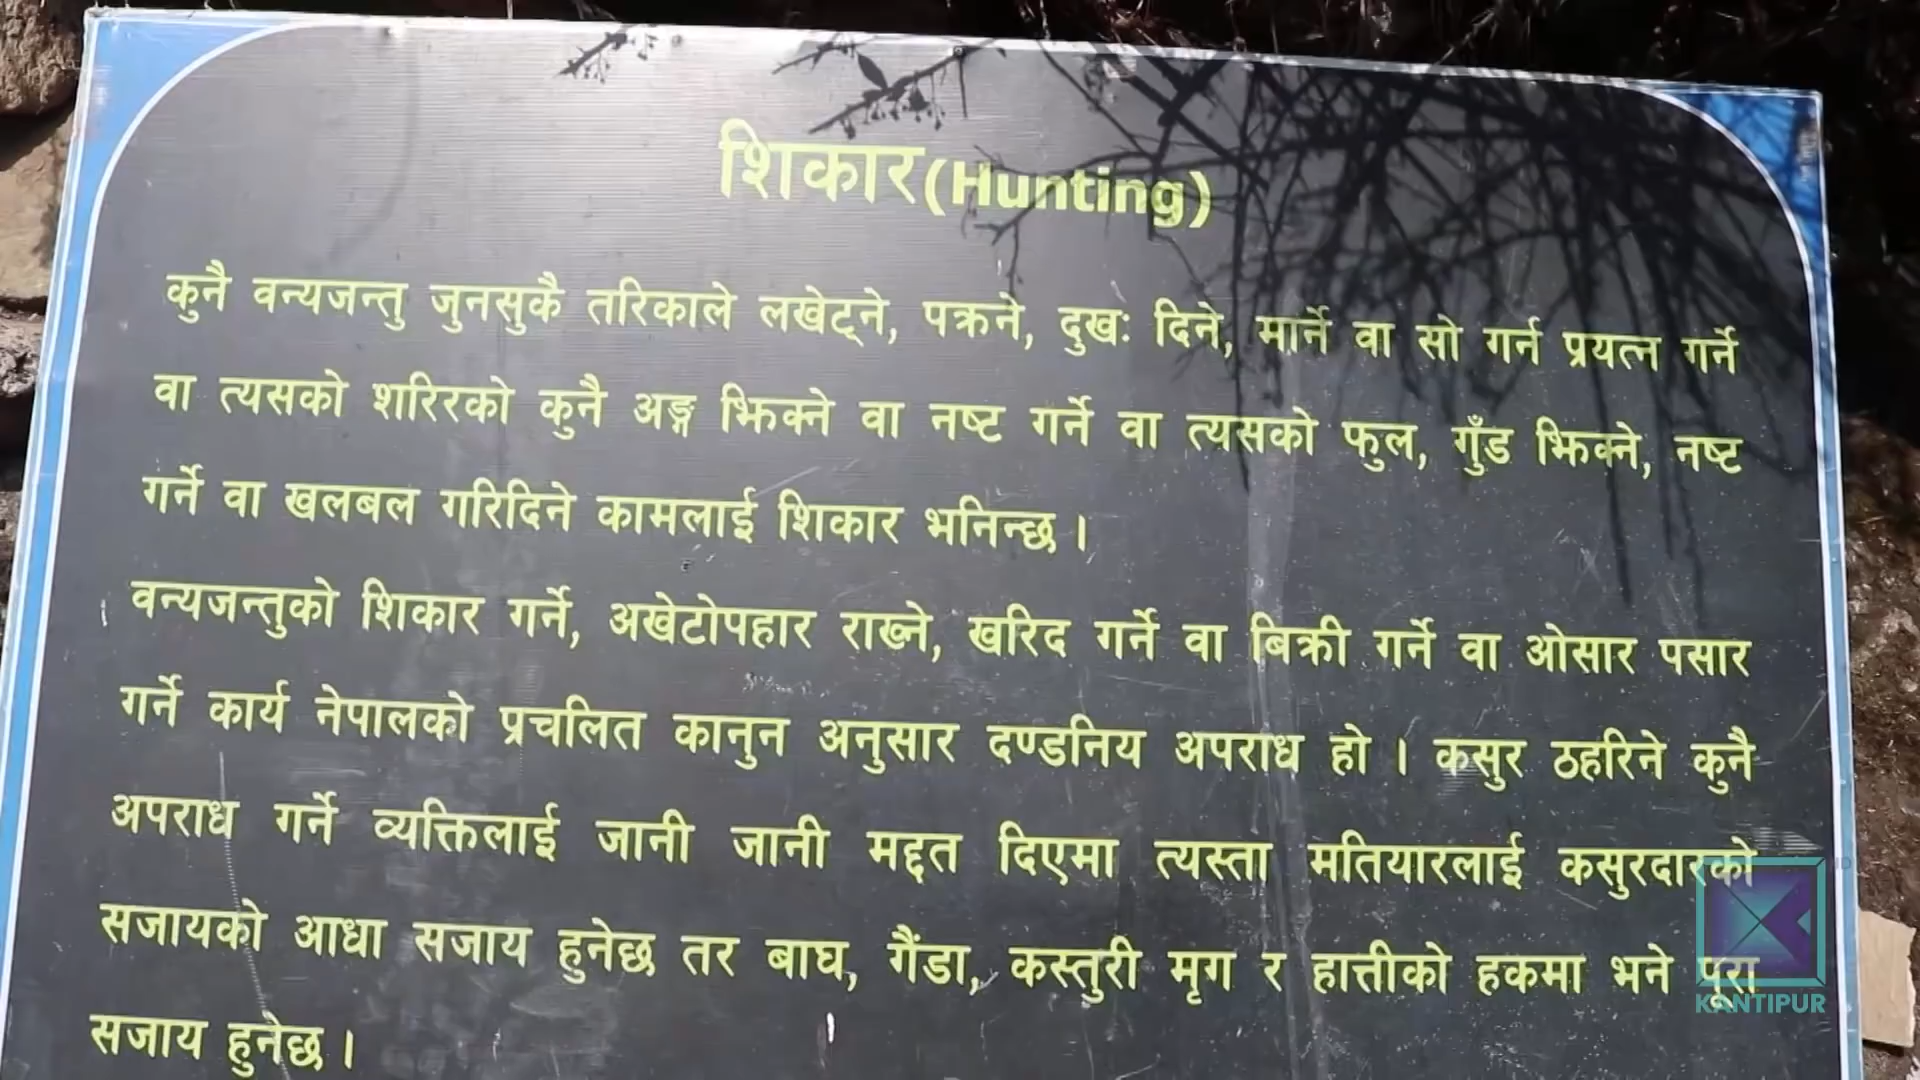 शिकार(Hunting)
कुनै वन्यजन्तु जुनसुकै तरिकाले लखेट्ने, पक्रने, दुखः दिने, मार्ने वा सो गर्न प्रयत्न गर्ने
वा त्यसको शरिरको कुनै अङ्ग झिक्ने वा नष्ट गर्ने वा त्यसको फुल, गुँड झिक्ने, नष्ट
गर्ने वा खलबल गरिदिने कामलाई शिकार भनिन्छ ।
वन्यजन्तुको शिकार गर्ने, अखेटोपहार राख्ने, खरिद गर्ने वा बिक्री गर्ने वा ओसार पसार
गर्ने कार्य नेपालको प्रचलित कानुन अनुसार दण्डनिय अपराध हो । कसुर ठहरिने कुनै
अपराध गर्ने व्यक्तिलाई जानी जानी मद्दत दिएमा त्यस्ता मतियारलाई कसुरदारको
सजायको आधा सजाय हुनेछ तर बाघ, गैंडा, कस्तुरी मृग र हात्तीको हकमा भने पूरा
सजाय हुनेछ ।
KANTIPUR